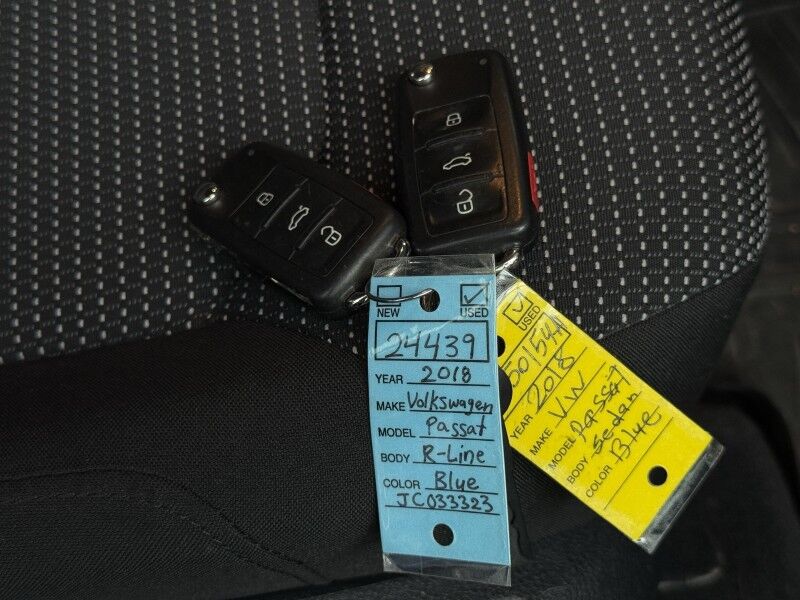 NEW USED
24439
YEAR 2018
MAKE Volkswagen
MODEL Passat
BODY R-Line
COLOR Blue
JC033323
USED
YEAR 2018
MAKE VW
MODEL Passat
BODY Sedan
COLOR Blue